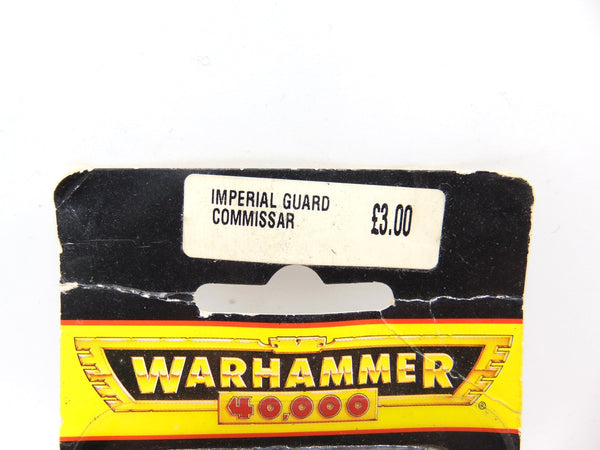 IMPERIAL GUARD
COMMISSAR
£3.00
WARHAMMER
40,000
®